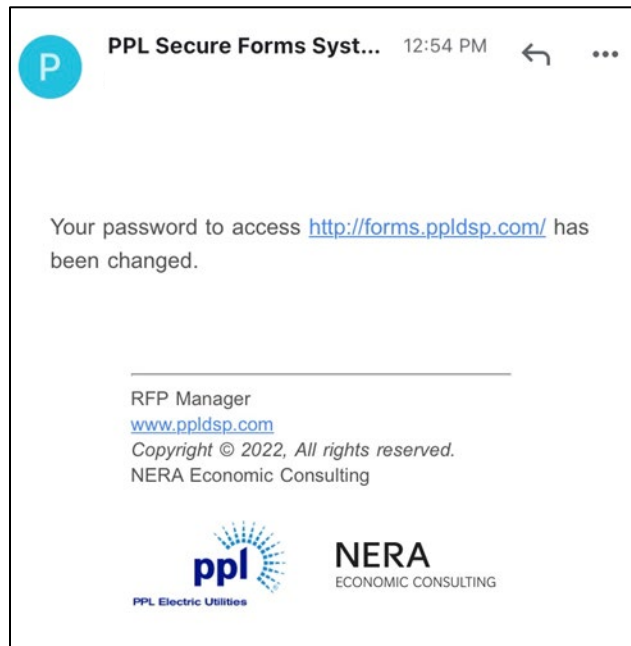 P
PPL Secure Forms Syst... 12:54 PM
Your password to access http://forms.ppldsp.com/ has
been changed.
RFP Manager
www.ppldsp.com
Copyright © 2022, All rights reserved.
NERA Economic Consulting
ppl
PPL Electric Utilities
NERA
ECONOMIC CONSULTING